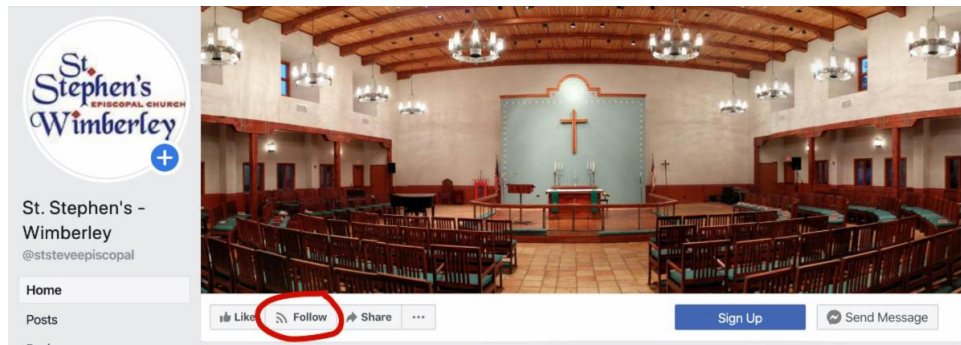 St.
Stephen's
EPISCOPAL CHURCH
Wimberley
St. Stephen's -
Wimberley
@ststeveepiscopal
Home
Posts
Like
Follow
Share
Sign Up
Send Message